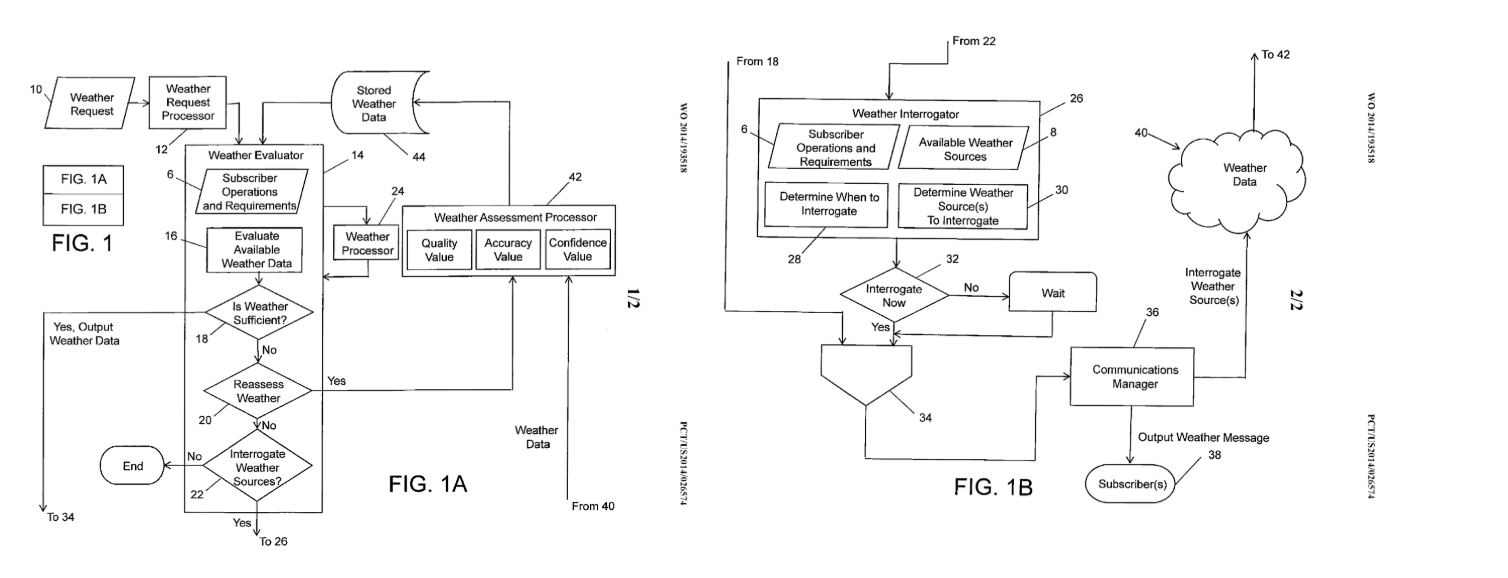 10
Weather
Request
Weather
Request
Processor
12
Stored
Weather
Data
44
FIG. 1A
FIG. 1B
FIG. 1
Weather Evaluator
14
6
Subscriber
Operations
and Requirements
16
Evaluate
Available
Weather Data
24
Weather
Processor
42
Weather Assessment Processor
Quality
Value
Accuracy
Value
Confidence
Value
Is Weather
Sufficient?
18
Yes, Output
Weather Data
No
Reassess
Weather
20
Yes
No
Interrogate
Weather
Sources?
22
No
End
Yes
To 26
To 34
Weather
Data
From 40
FIG. 1A
WO 2014/193518
1/2
PCT/US2014/026574
From 18
From 22
26
Weather Interrogator
6
Subscriber
Operations and
Requirements
Available Weather
Sources
8
Determine When to
Interrogate
28
Determine Weather
Source(s)
To Interrogate
30
32
Interrogate
Now
No
Wait
Yes
34
36
Communications
Manager
Output Weather Message
38
Subscriber(s)
Interrogate
Weather
Source(s)
40
Weather
Data
To 42
FIG. 1B
WO 2014/193518
2/2
PCT/US2014/026574